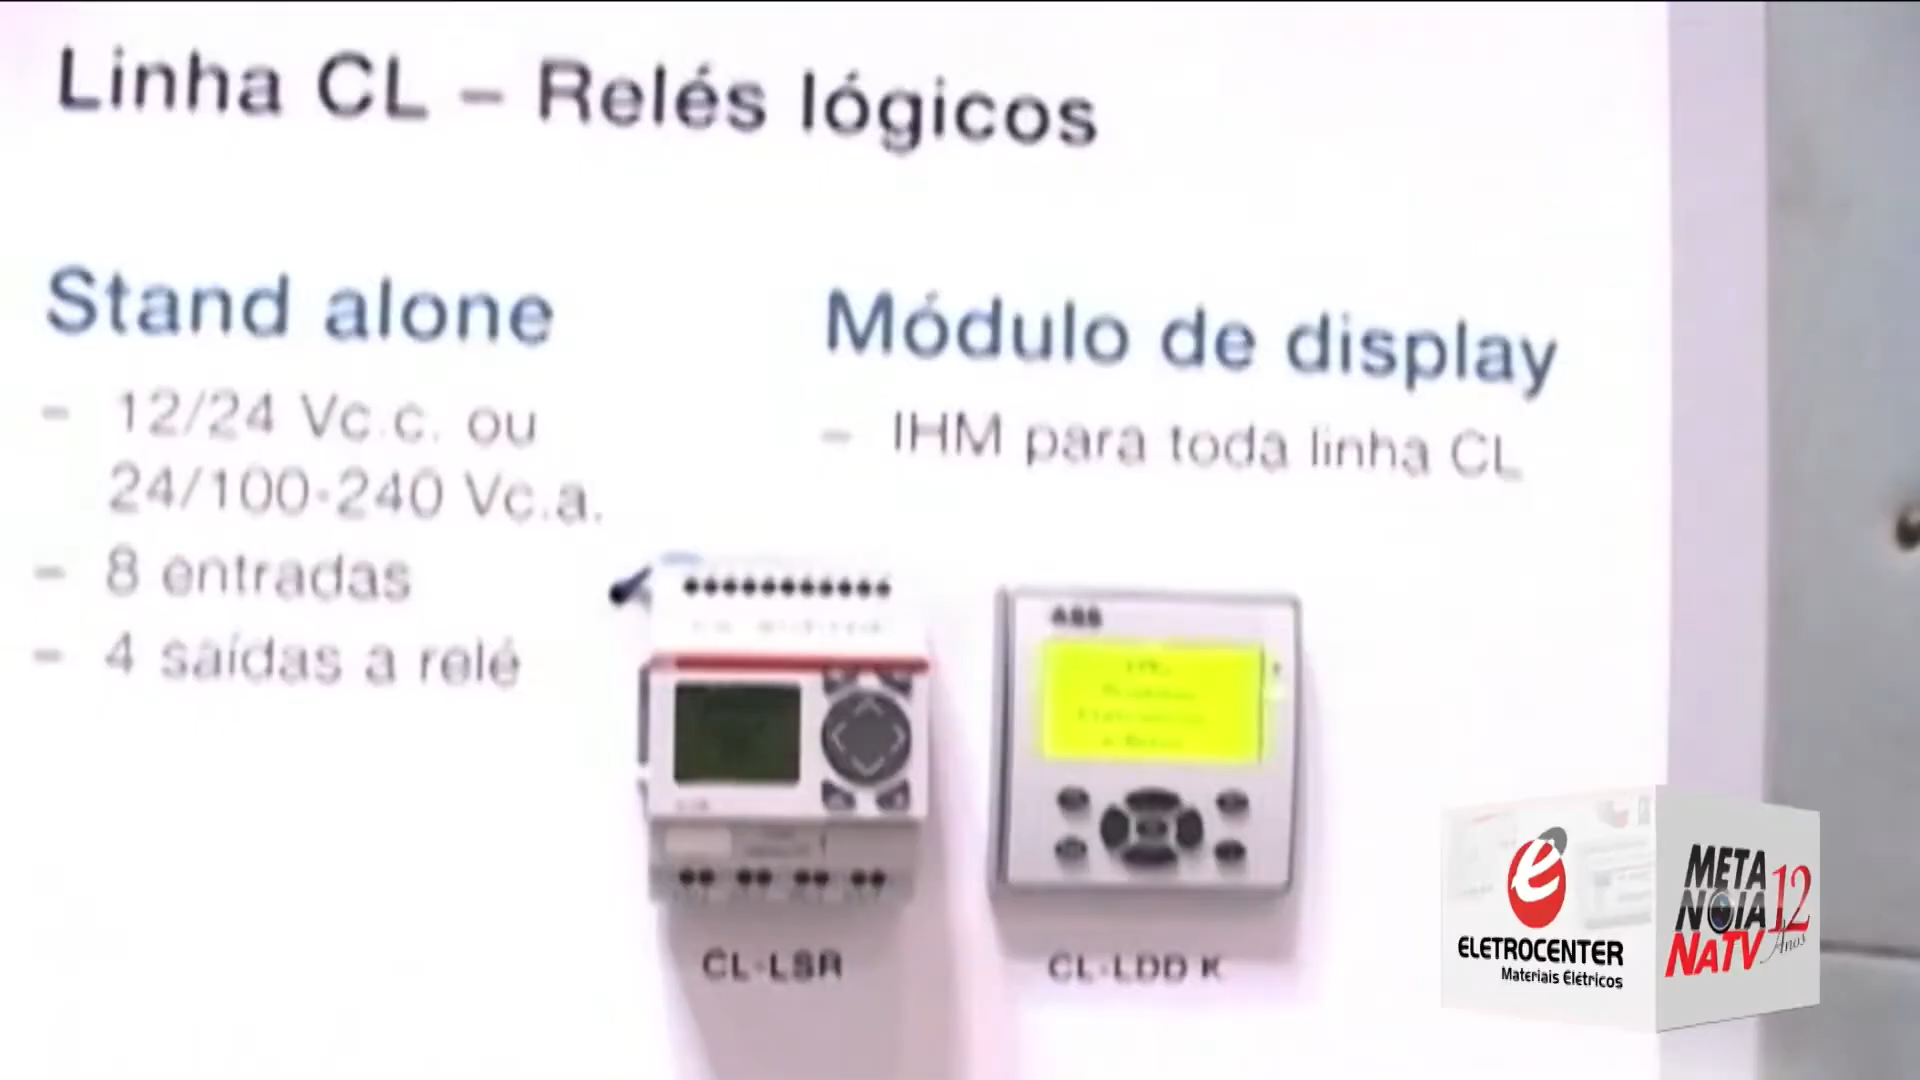 Linha CL – Relés lógicos
Stand alone
– 12/24 Vc.c. ou
24/100-240 Vc.a.
– 8 entradas
– 4 saídas a relé
Módulo de display
– IHM para toda linha CL
ABB
CL-LSR
CL-LDD K
e
ELETROCENTER
Materiais Elétricos
META
NOIA
NATV
12
Anos